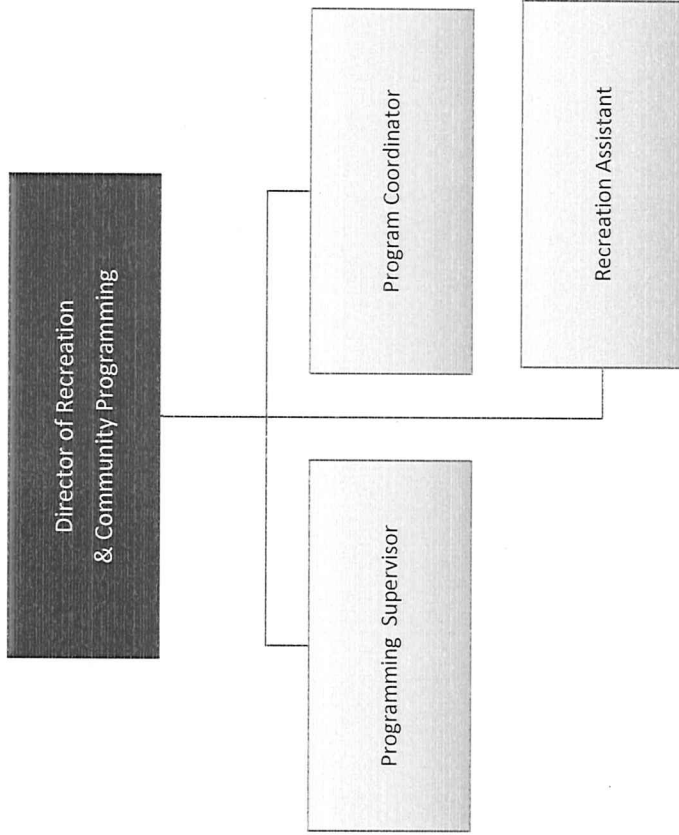 Director of Recreation
& Community Programming
Programming Supervisor
Program Coordinator
Recreation Assistant